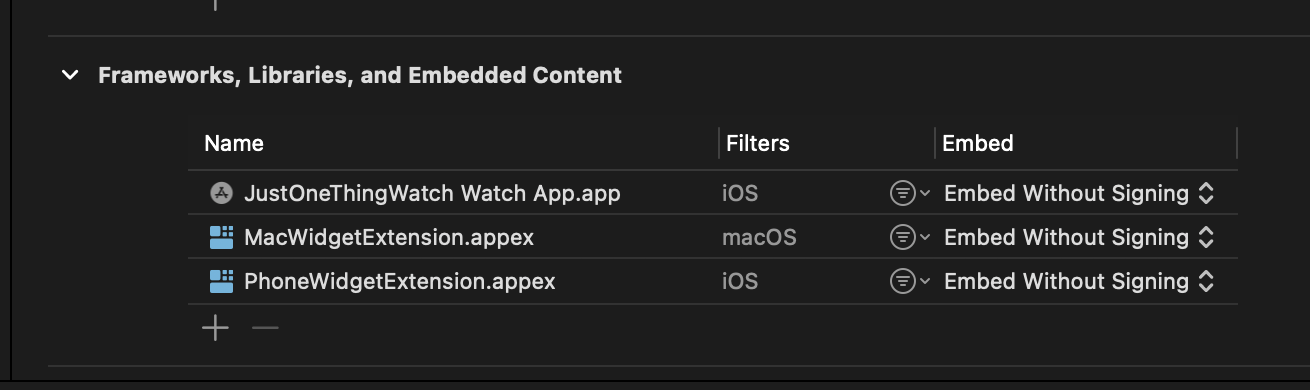 Frameworks, Libraries, and Embedded Content
Name Filters Embed
JustOneThingWatch Watch App.app iOS Embed Without Signing
MacWidgetExtension.appex macOS Embed Without Signing
PhoneWidgetExtension.appex iOS Embed Without Signing